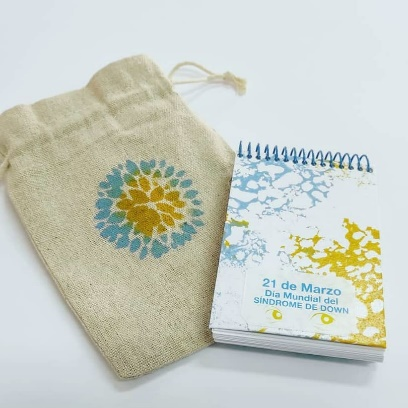 21 de Marzo
Día Mundial del
SÍNDROME DE DOWN